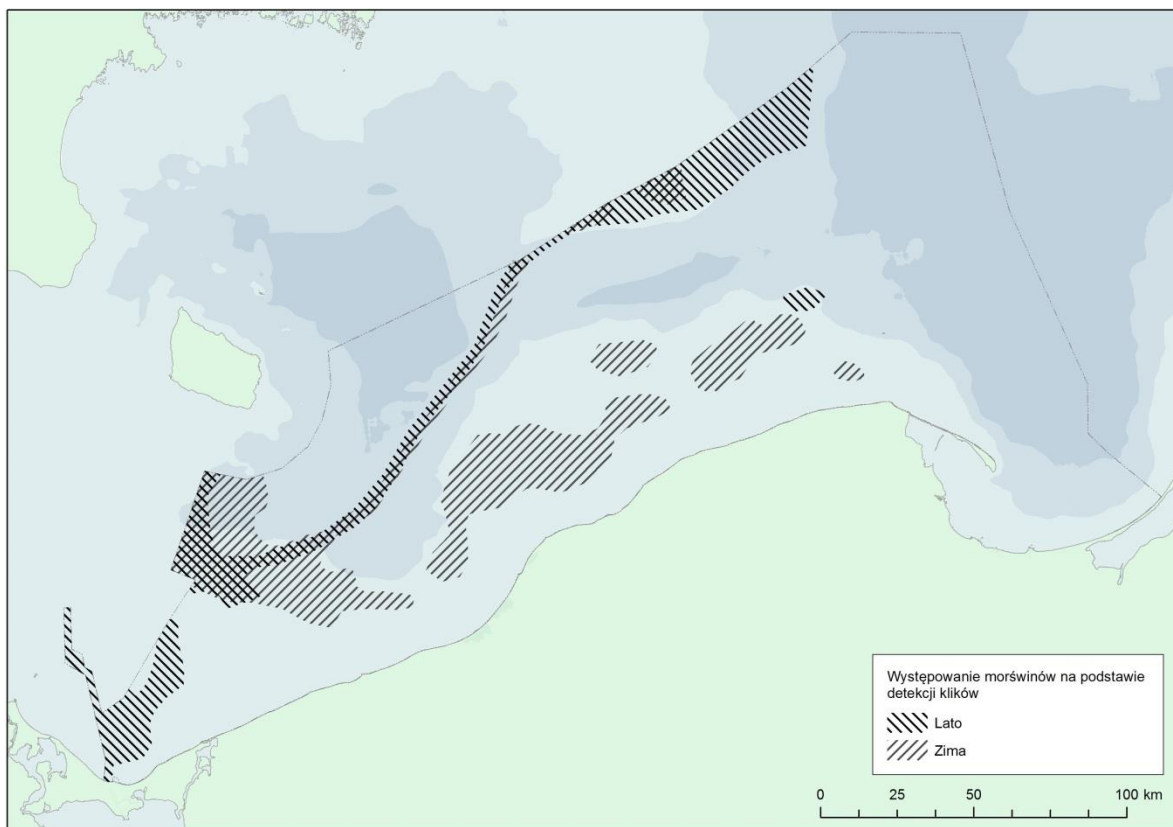 Występowanie morświnów na podstawie
detekcji klików
Lato
Zima
0 25 50 100 km